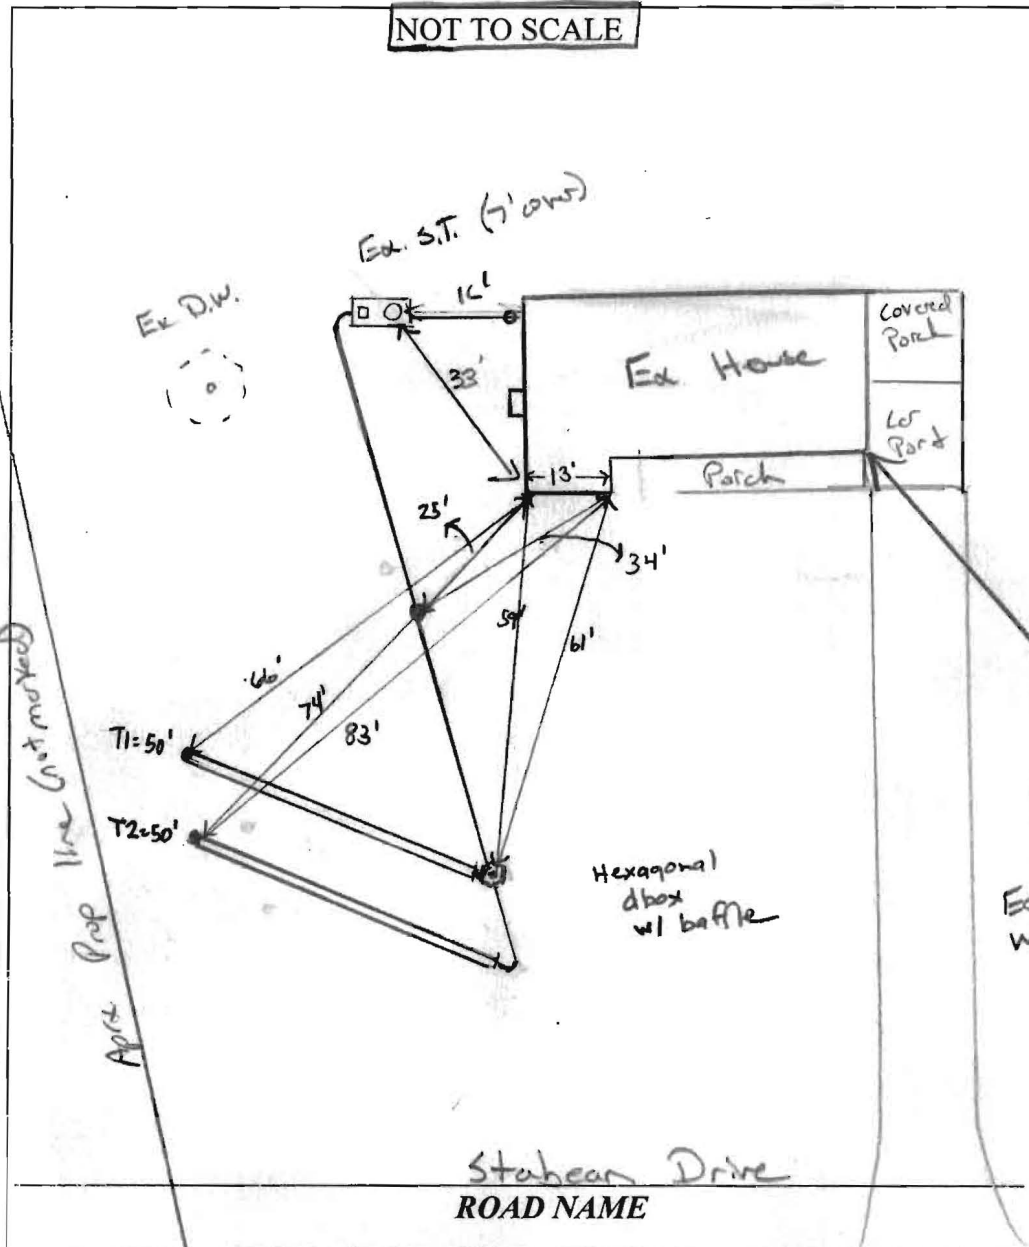 NOT TO SCALE
Ex. S.T. (7' over)
Ex D.W.
33'
Ex House
Covered
Porch
Porch
13'
25'
34'
59'
61'
66'
74'
83'
T1=50'
T2=50'
Hexagonal
dbox
w/ baffle
Aprx Prop line (not marked)
Drive
ROAD NAME